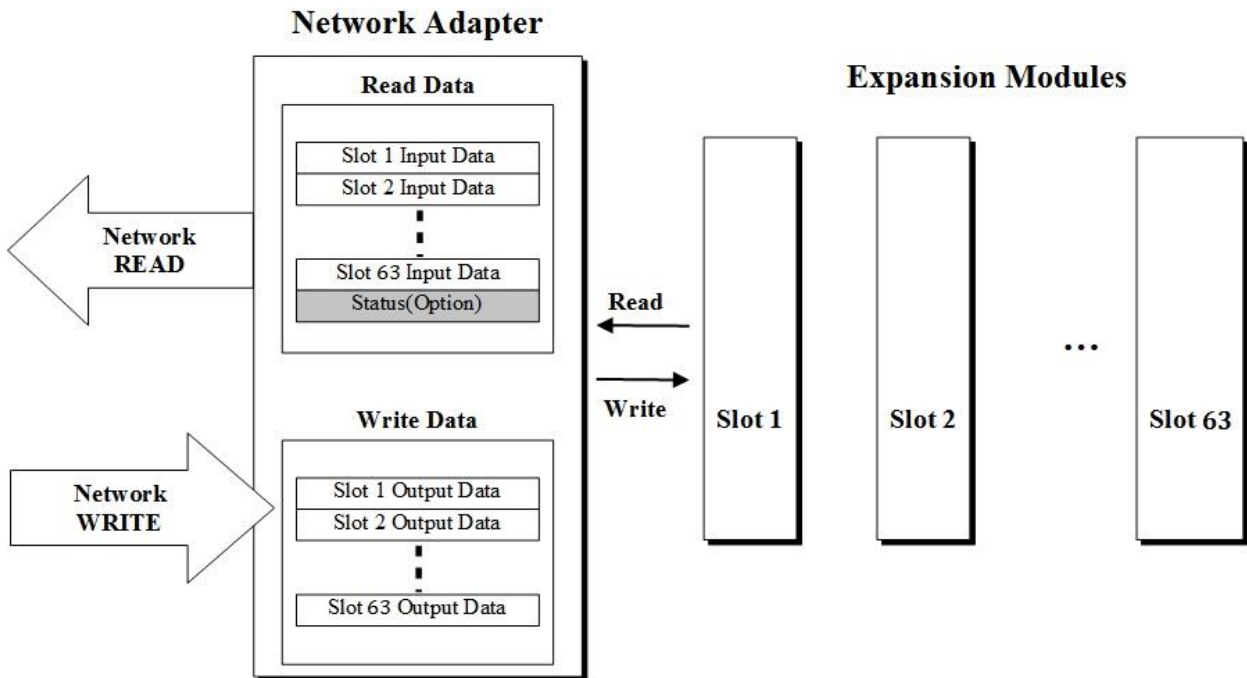 Network Adapter
Read Data
Slot 1 Input Data
Slot 2 Input Data
Slot 63 Input Data
Status(Option)
Network
READ
Write Data
Slot 1 Output Data
Slot 2 Output Data
Slot 63 Output Data
Network
WRITE
Read
Write
Expansion Modules
Slot 1
Slot 2
...
Slot 63